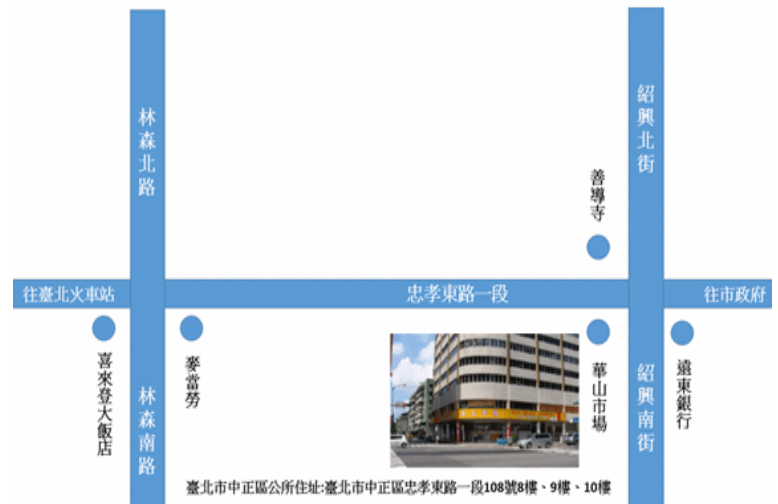 林森北路
紹興北街
善導寺
往臺北火車站
忠孝東路一段
往市政府
喜來登大飯店
林森南路
麥當勞
華山市場
紹興南街
遠東銀行
臺北市中正區公所住址:臺北市中正區忠孝東路一段108號8樓、9樓、10樓